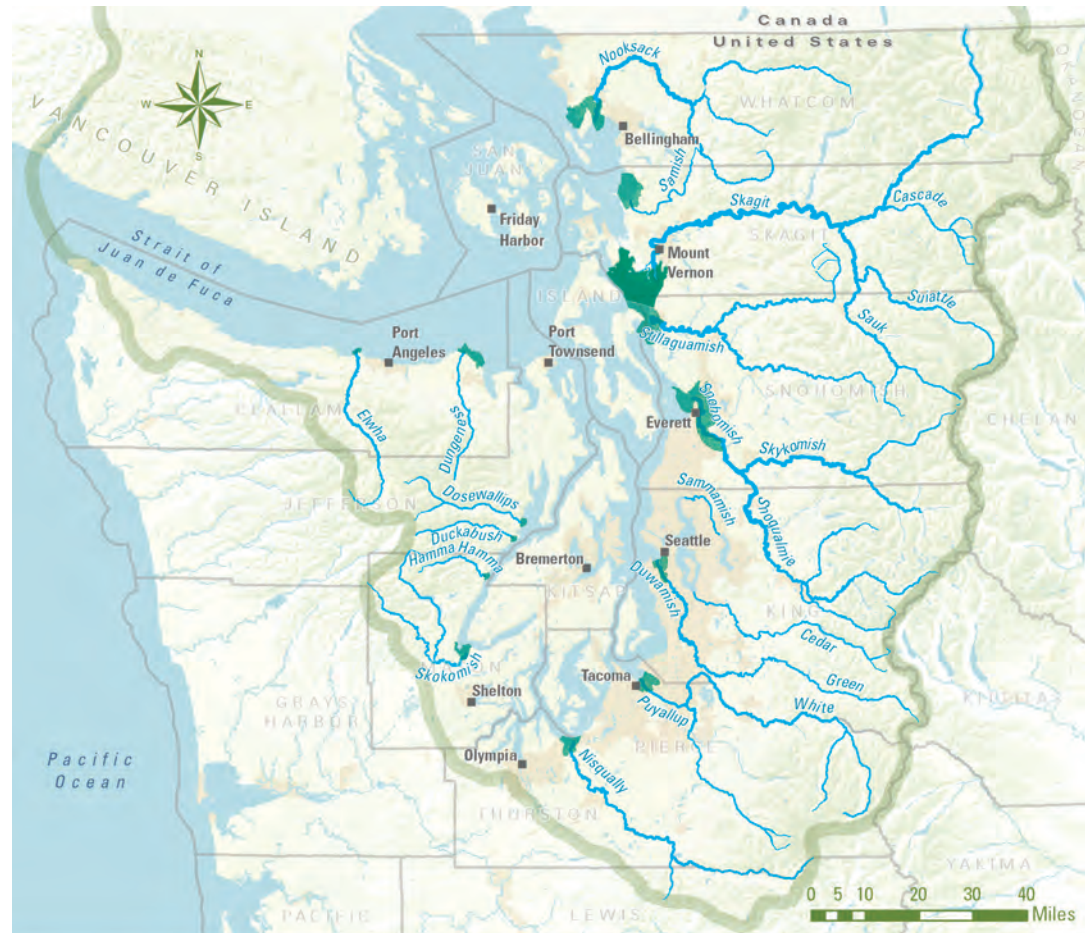 Canada
United States
Nooksack
WHATCOM
OKANOGAN
N
W
E
S
VANCOUVER ISLAND
Bellingham
SAN
JUAN
Samish
Friday
Harbor
Skagit
Cascade
SKAGIT
Mount
Vernon
Strait of
Juan de Fuca
ISLAND
Suiattle
Sauk
Stillaguamish
Port
Angeles
Port
Townsend
SNOHOMISH
CLALLAM
Elwha
Dungeness
Everett
Snohomish
CHELAN
Skykomish
JEFFERSON
Dosewallips
Sammamish
Snoqualmie
Duckabush
Hamma Hamma
Seattle
Bremerton
KITSAP
Duwamish
KING
Cedar
Skokomish
MASON
Green
Tacoma
Shelton
GRAYS
HARBOR
Puyallup
White
KITTITAS
PIERCE
Pacific
Ocean
Olympia
Nisqually
THURSTON
YAKIMA
PACIFIC
LEWIS
0 5 10 20 30 40
Miles